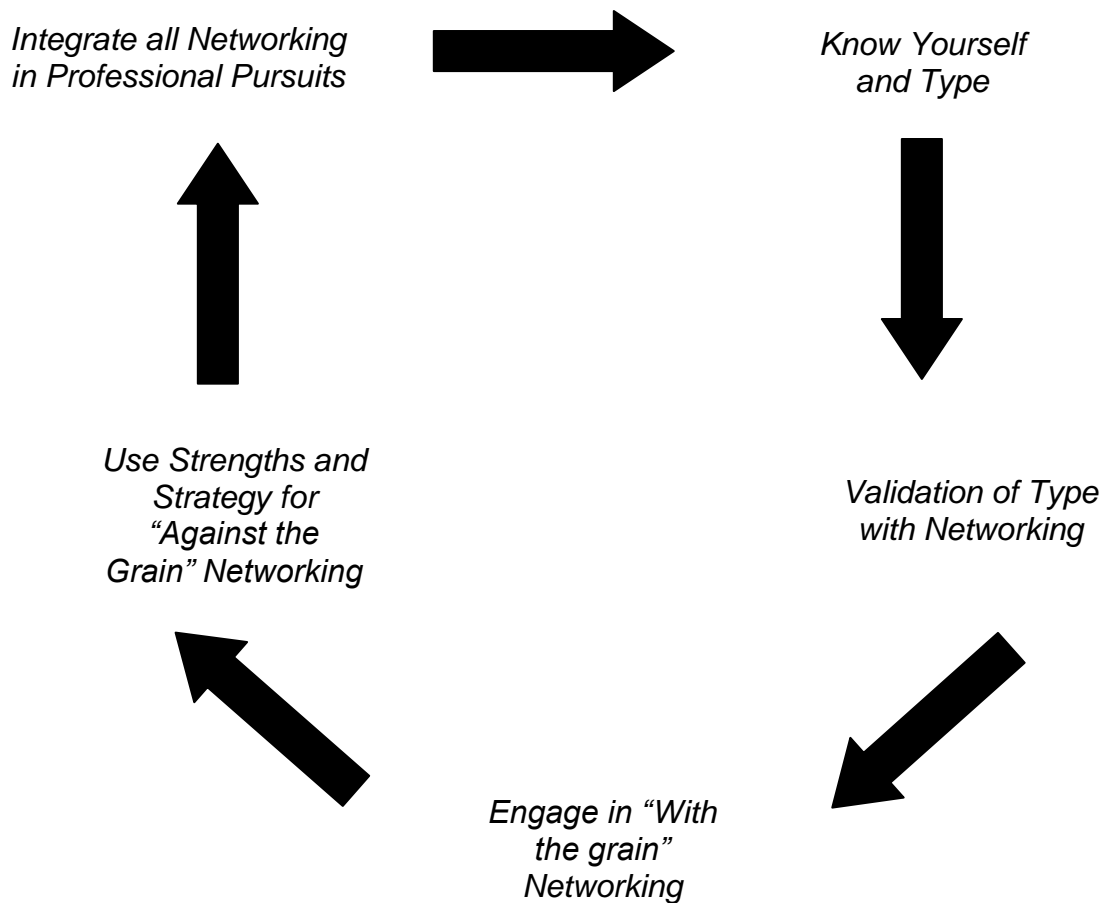 Integrate all Networking
in Professional Pursuits
Know Yourself
and Type
Validation of Type
with Networking
Engage in “With
the grain”
Networking
Use Strengths and
Strategy for
“Against the
Grain” Networking